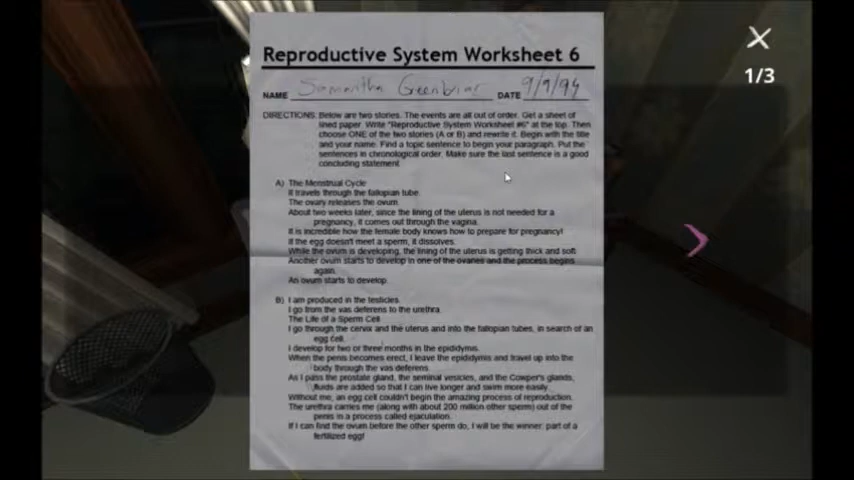 Reproductive System Worksheet 6
NAME Samantha Greenbriar DATE 9/9/94
DIRECTIONS: Below are two stories. The events are all out of order. Get a sheet of
lined paper. Write "Reproductive System Worksheet #6" at the top. Then
choose ONE of the two stories (A or B) and rewrite it. Begin with the title
and your name. Find a topic sentence to begin your paragraph. Put the
sentences in chronological order. Make sure the last sentence is a good
concluding statement.
A) The Menstrual Cycle
It travels through the fallopian tube.
The ovary releases the ovum.
About two weeks later, since the lining of the uterus is not needed for a
pregnancy, it comes out through the vagina.
It is incredible how the female body knows how to prepare for pregnancy!
If the egg doesn't meet a sperm, it dissolves.
While the ovum is developing, the lining of the uterus is getting thick and soft.
Another ovum starts to develop in one of the ovaries and the process begins
again.
An ovum starts to develop.
B) I am produced in the testicles.
I go from the vas deferens to the urethra.
The Life of a Sperm Cell
I go through the cervix and the uterus and into the fallopian tubes, in search of an
egg cell.
I develop for two or three months in the epididymis.
When the penis becomes erect, I leave the epididymis and travel up into the
body through the vas deferens.
As I pass the prostate gland, the seminal vesicles, and the Cowper's glands,
fluids are added so that I can live longer and swim more easily.
Without me, an egg cell couldn't begin the amazing process of reproduction.
The urethra carries me (along with about 200 million other sperm) out of the
penis in a process called ejaculation.
If I can find the ovum before the other sperm do, I will be the winner: part of a
fertilized egg!
1/3